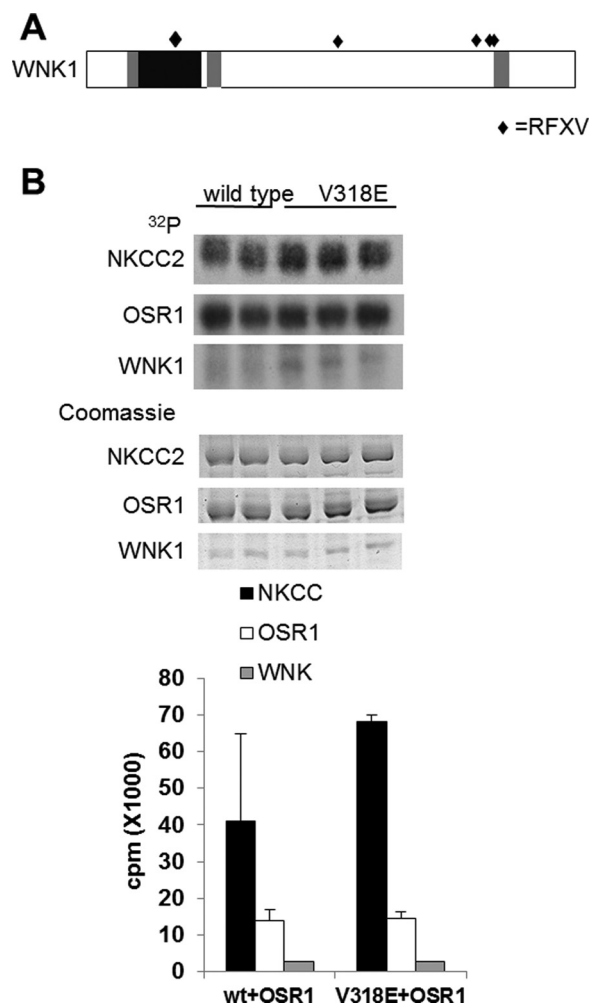 A
WNK1
♦ =RFXV
B
wild type V318E
32P
NKCC2
OSR1
WNK1
Coomassie
NKCC2
OSR1
WNK1
NKCC
OSR1
WNK
80
70
60
50
40
30
20
10
0
cpm (X1000)
wt+OSR1 V318E+OSR1